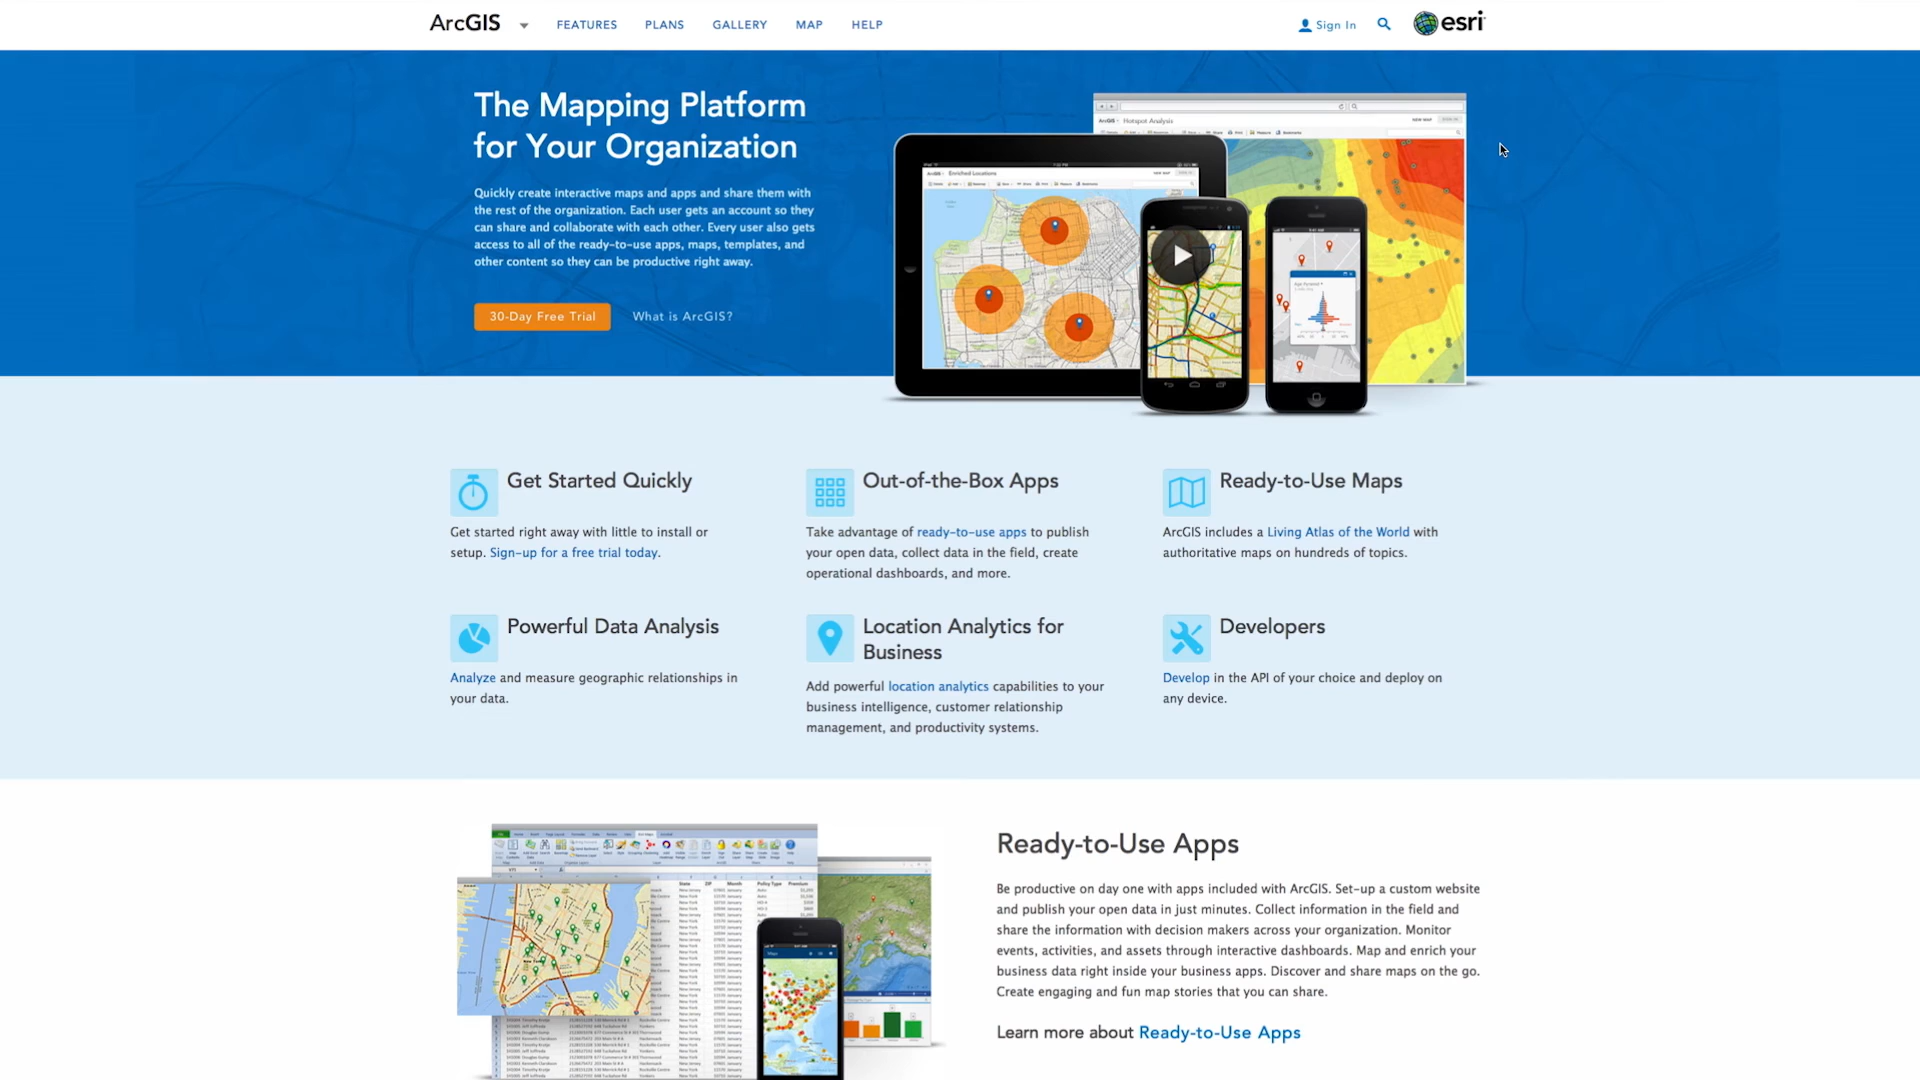 ArcGIS FEATURES PLANS GALLERY MAP HELP Sign In esri
The Mapping Platform
for Your Organization
Quickly create interactive maps and apps and share them with
the rest of the organization. Each user gets an account so they
can share and collaborate with each other. Every user also gets
access to all of the ready-to-use apps, maps, templates, and
other content so they can be productive right away.
30-Day Free Trial What is ArcGIS?
ArcGIS Hotspot Analysis
ArcGIS Enriched Locations
Get Started Quickly
Get started right away with little to install or
setup. Sign-up for a free trial today.
Out-of-the-Box Apps
Take advantage of ready-to-use apps to publish
your open data, collect data in the field, create
operational dashboards, and more.
Ready-to-Use Maps
ArcGIS includes a Living Atlas of the World with
authoritative maps on hundreds of topics.
Powerful Data Analysis
Analyze and measure geographic relationships in
your data.
Location Analytics for
Business
Add powerful location analytics capabilities to your
business intelligence, customer relationship
management, and productivity systems.
Developers
Develop in the API of your choice and deploy on
any device.
Ready-to-Use Apps
Be productive on day one with apps included with ArcGIS. Set-up a custom website
and publish your open data in just minutes. Collect information in the field and
share the information with decision makers across your organization. Monitor
events, activities, and assets through interactive dashboards. Map and enrich your
business data right inside your business apps. Discover and share maps on the go.
Create engaging and fun map stories that you can share.
Learn more about Ready-to-Use Apps